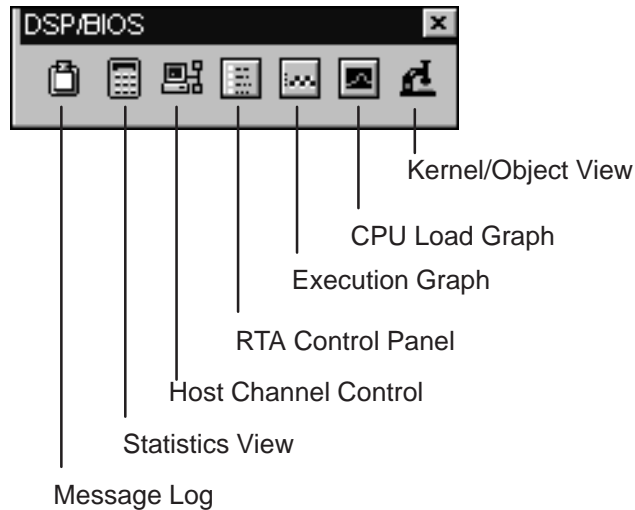 DSP/BIOS
Kernel/Object View
CPU Load Graph
Execution Graph
RTA Control Panel
Host Channel Control
Statistics View
Message Log